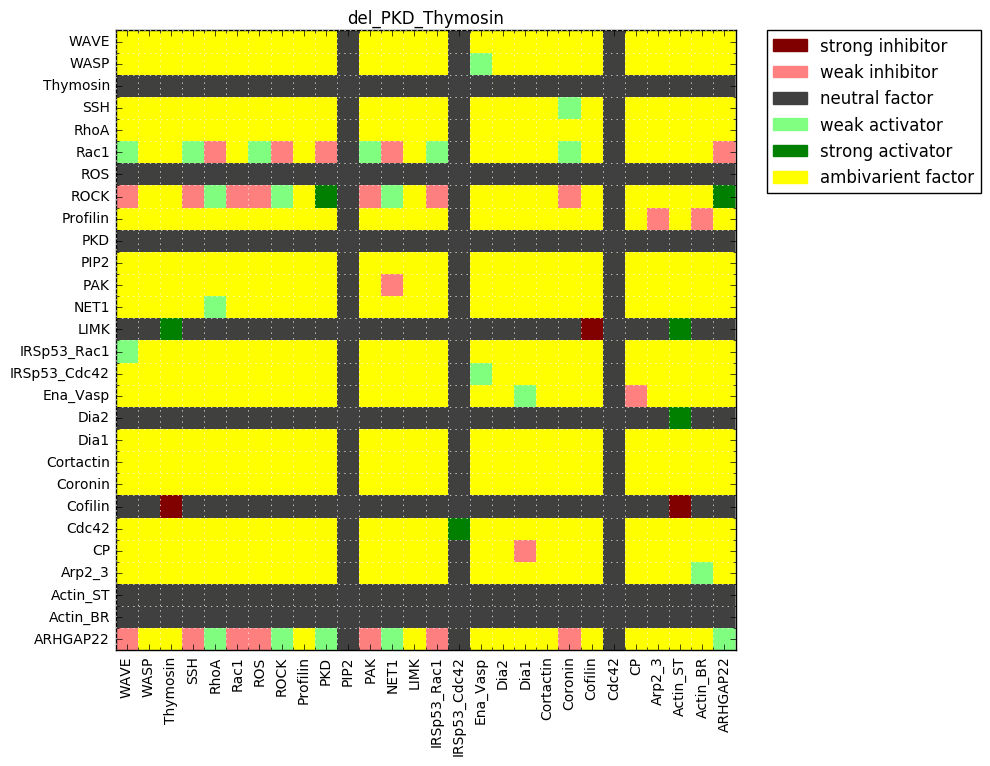 del_PKD_Thymosin
strong inhibitor
weak inhibitor
neutral factor
weak activator
strong activator
ambivarient factor
WAVE
WASP
Thymosin
SSH
RhoA
Rac1
ROS
ROCK
Profilin
PKD
PIP2
PAK
NET1
LIMK
IRSp53_Rac1
IRSp53_Cdc42
Ena_Vasp
Dia2
Dia1
Cortactin
Coronin
Cofilin
Cdc42
CP
Arp2_3
Actin_ST
Actin_BR
ARHGAP22
WAVE
WASP
Thymosin
SSH
RhoA
Rac1
ROS
ROCK
Profilin
PKD
PIP2
PAK
NET1
LIMK
IRSp53_Rac1
IRSp53_Cdc42
Ena_Vasp
Dia2
Dia1
Cortactin
Coronin
Cofilin
Cdc42
CP
Arp2_3
Actin_ST
Actin_BR
ARHGAP22